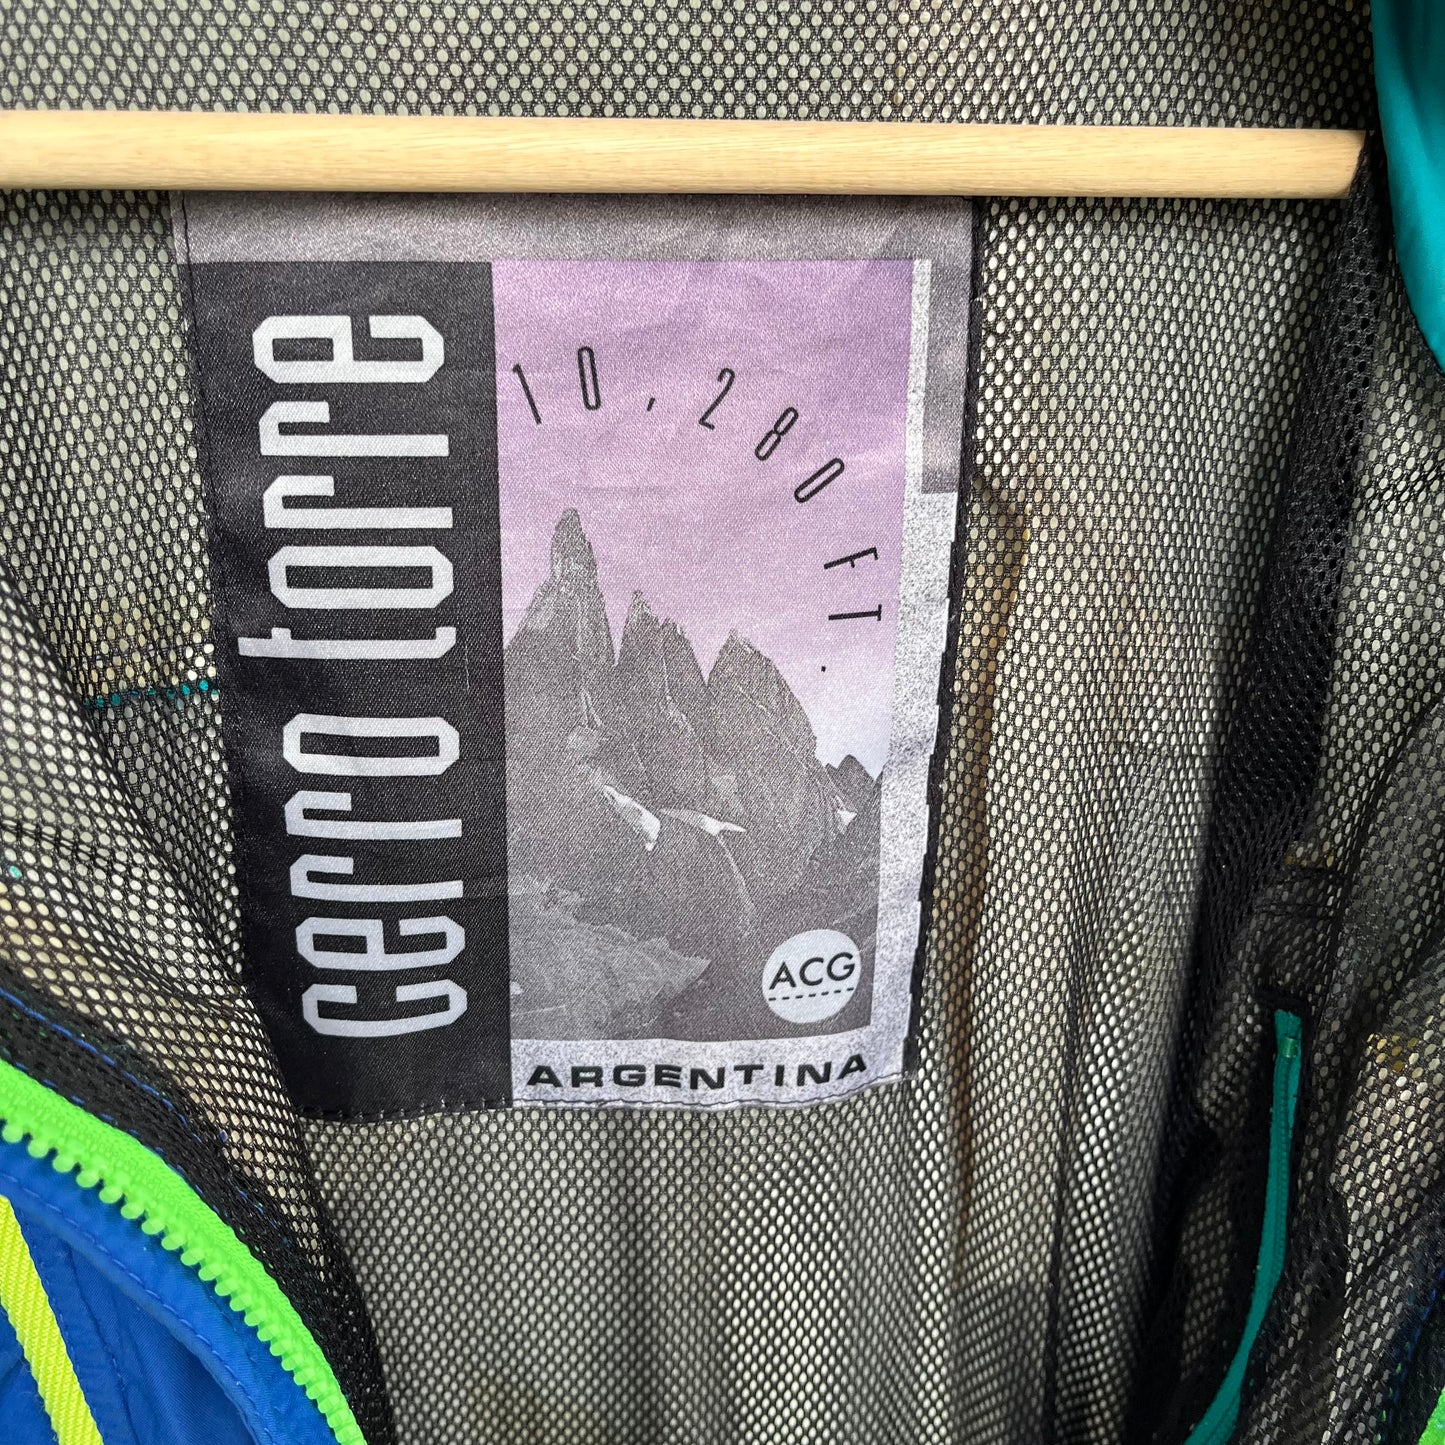 cerro torre
10,280 FT.
ACG
ARGENTINA